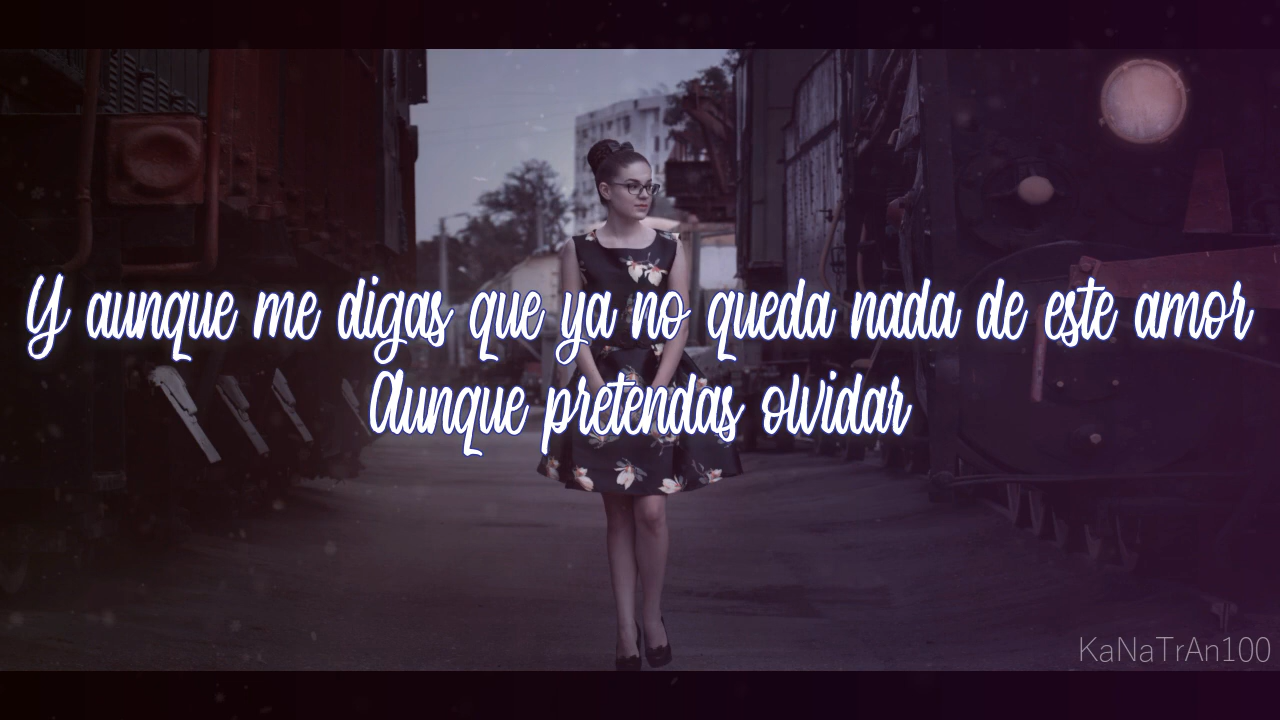 Y aunque me digas que ya no queda nada de este amor
Aunque pretendas olvidar
KaNaTrAn100